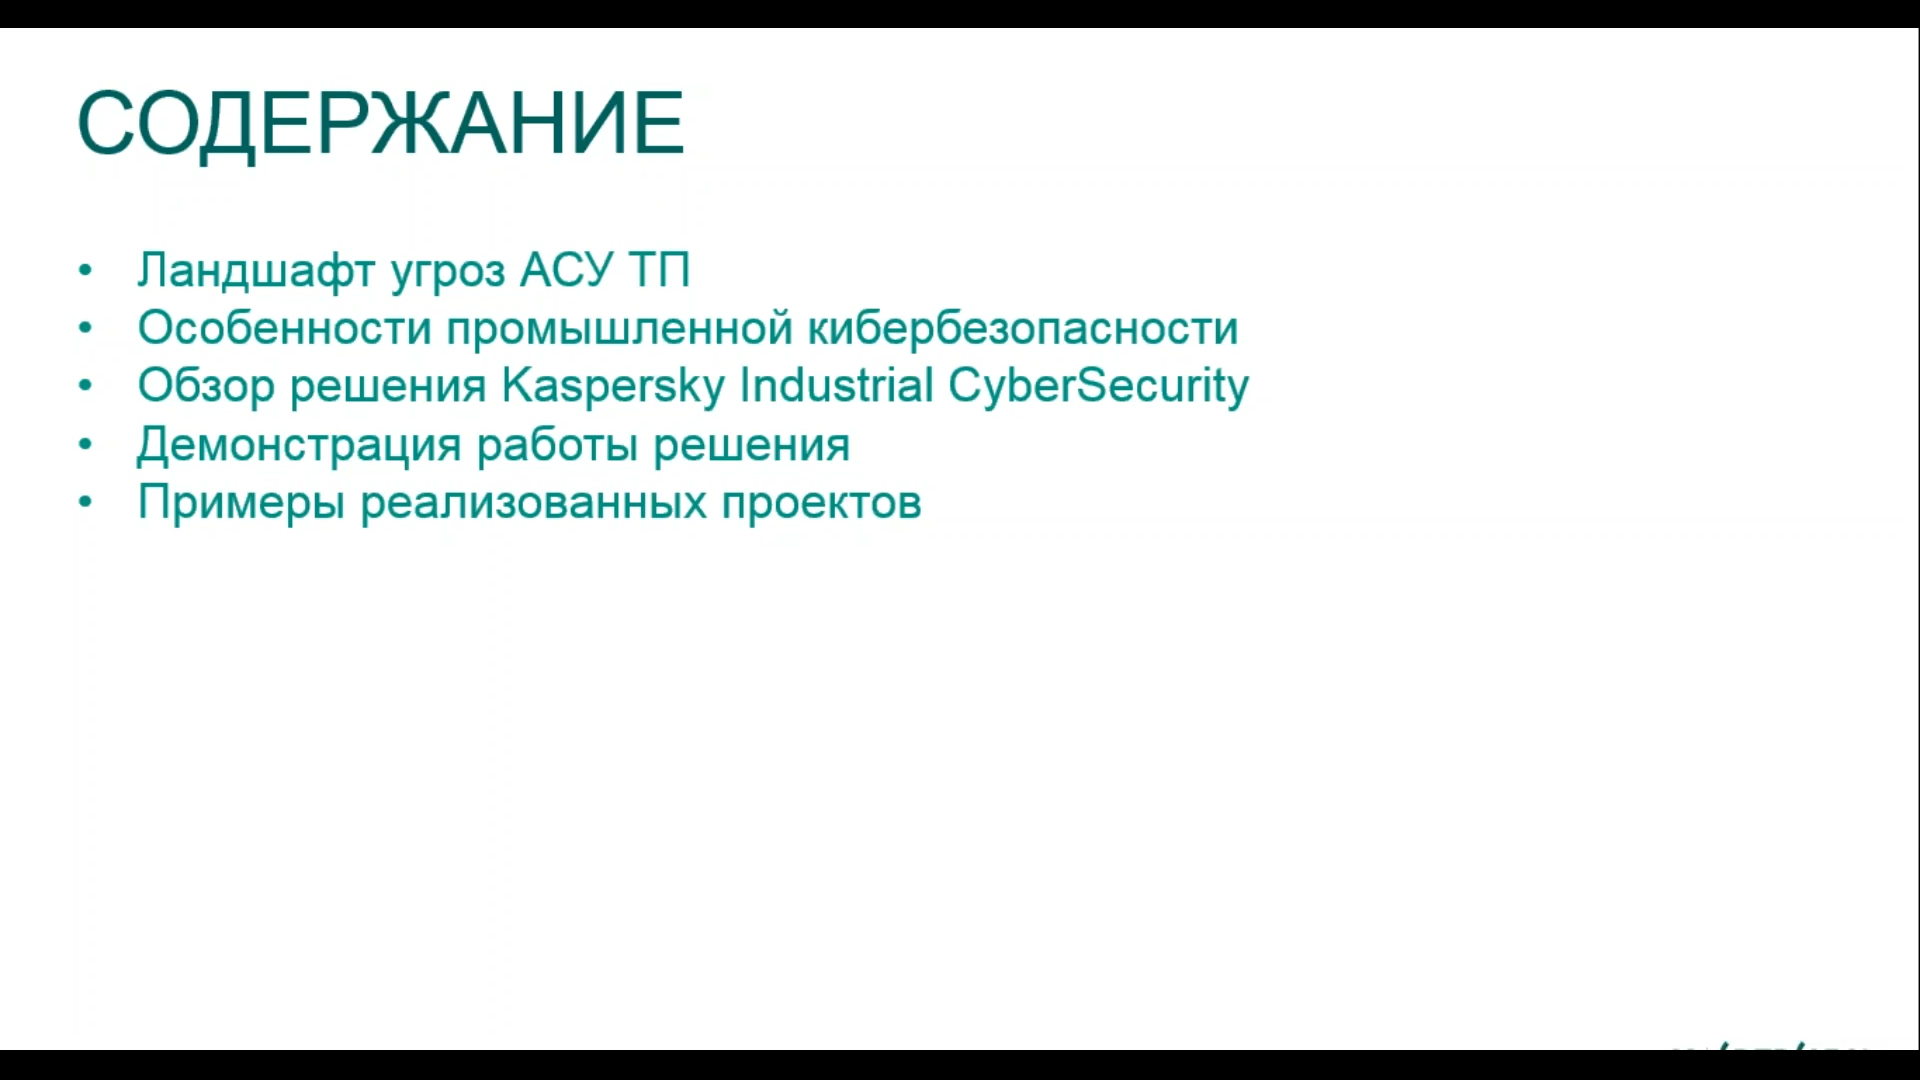 СОДЕРЖАНИЕ
• Ландшафт угроз АСУ ТП
• Особенности промышленной кибербезопасности
• Обзор решения Kaspersky Industrial CyberSecurity
• Демонстрация работы решения
• Примеры реализованных проектов